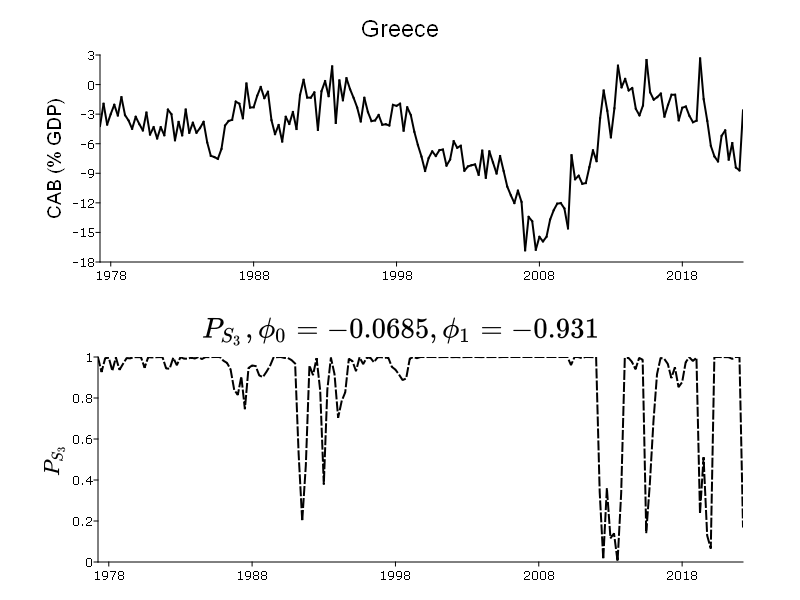 Greece
CAB (% GDP)
3
0
−3
−6
−9
−12
−15
−18
1978 1988 1998 2008 2018
P_{S_3}, ϕ_0 = −0.0685, ϕ_1 = −0.931
P_{S_3}
1
0.8
0.6
0.4
0.2
0
1978 1988 1998 2008 2018